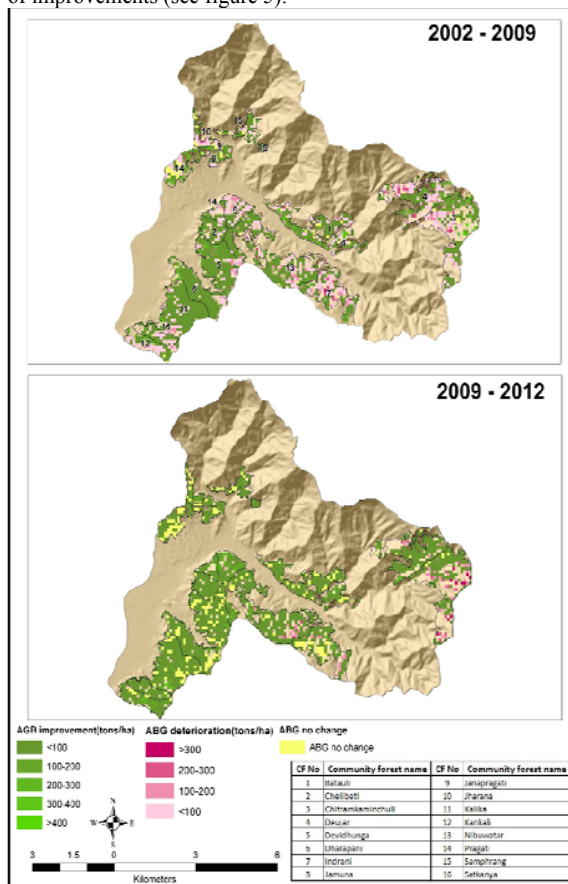 of improvements (see figure 5).
2002 - 2009
2009 - 2012
AGB improvement(tons/ha)
<100
100-200
200-300
300-400
>400
ABG deterioration(tons/ha)
>300
200-300
100-200
<100
ABG no change
ABG no change
N
W E
S
3 1.5 0 3 6
Kilometers
CF No Community forest name CF No Community forest name
1 Batauli 9 Janapragati
2 Chelibeti 10 Jharana
3 Chitramkaminchuli 11 Kalika
4 Deujar 12 Kankali
5 Devidhunga 13 Nibuwatar
6 Dharapani 14 Pragati
7 Indreni 15 Samphrang
8 Jamuna 16 Satkanya